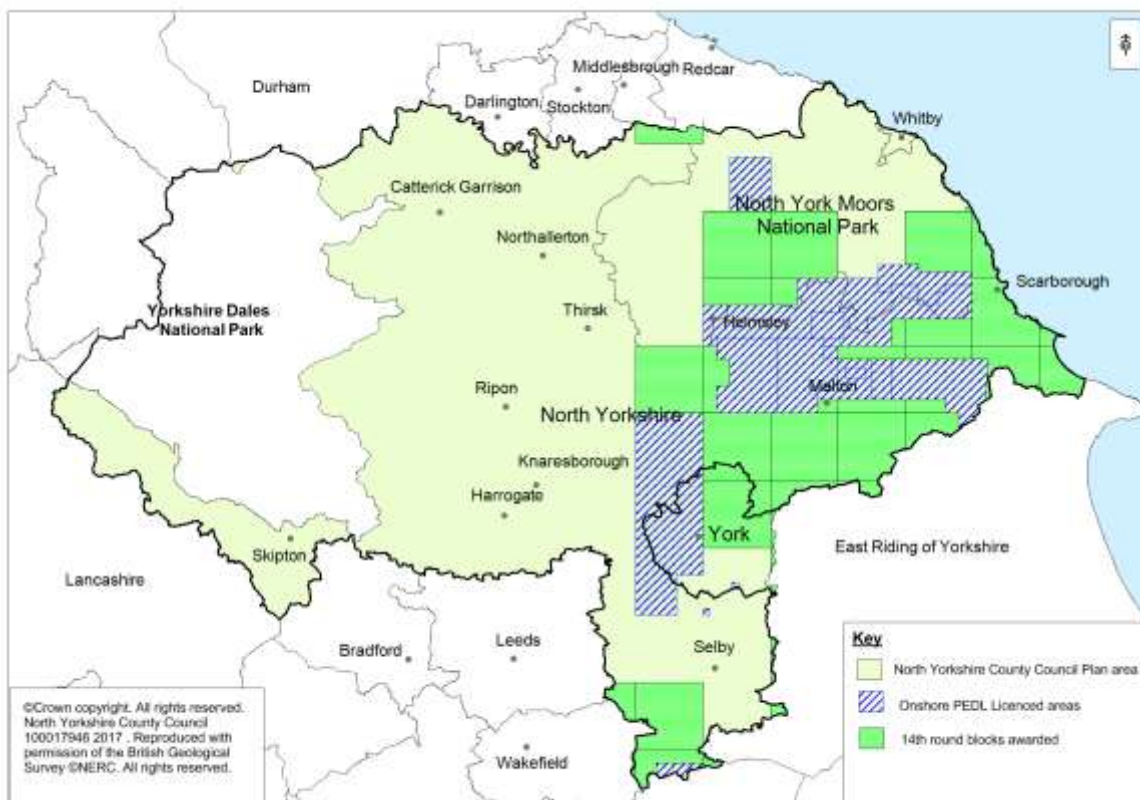 Durham
Middlesbrough
Redcar
Darlington
Stockton
Whitby
Catterick Garrison
North York Moors
National Park
Northallerton
Scarborough
Yorkshire Dales
National Park
Thirsk
Helmsley
Ripon
Malton
North Yorkshire
Knaresborough
Harrogate
York
Skipton
East Riding of Yorkshire
Lancashire
Bradford
Leeds
Selby
Wakefield
Key
North Yorkshire County Council Plan area
Onshore PEDL Licenced areas
14th round blocks awarded
©Crown copyright. All rights reserved.
North Yorkshire County Council
100017946 2017 . Reproduced with
permission of the British Geological
Survey ©NERC. All rights reserved.